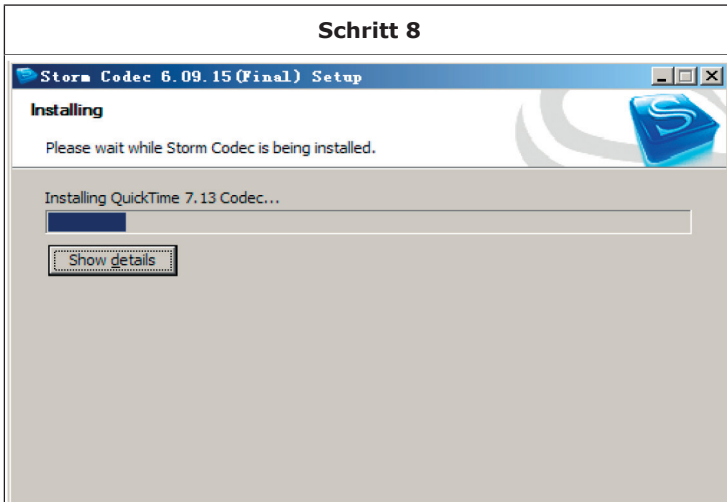 Schritt 8
Storm Codec 6.09.15(Final) Setup
Installing
Please wait while Storm Codec is being installed.
Installing QuickTime 7.13 Codec...
Show details